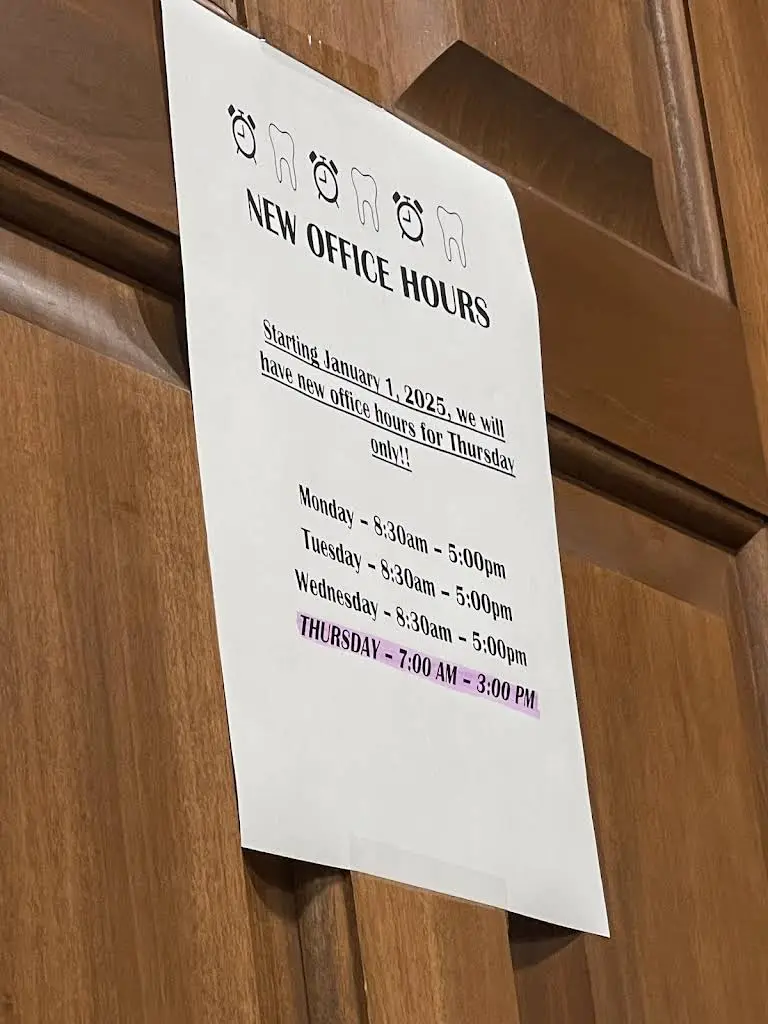 NEW OFFICE HOURS
Starting January 1, 2025, we will
have new office hours for Thursday
only!!
Monday - 8:30am - 5:00pm
Tuesday - 8:30am - 5:00pm
Wednesday - 8:30am - 5:00pm
THURSDAY - 7:00 AM - 3:00 PM